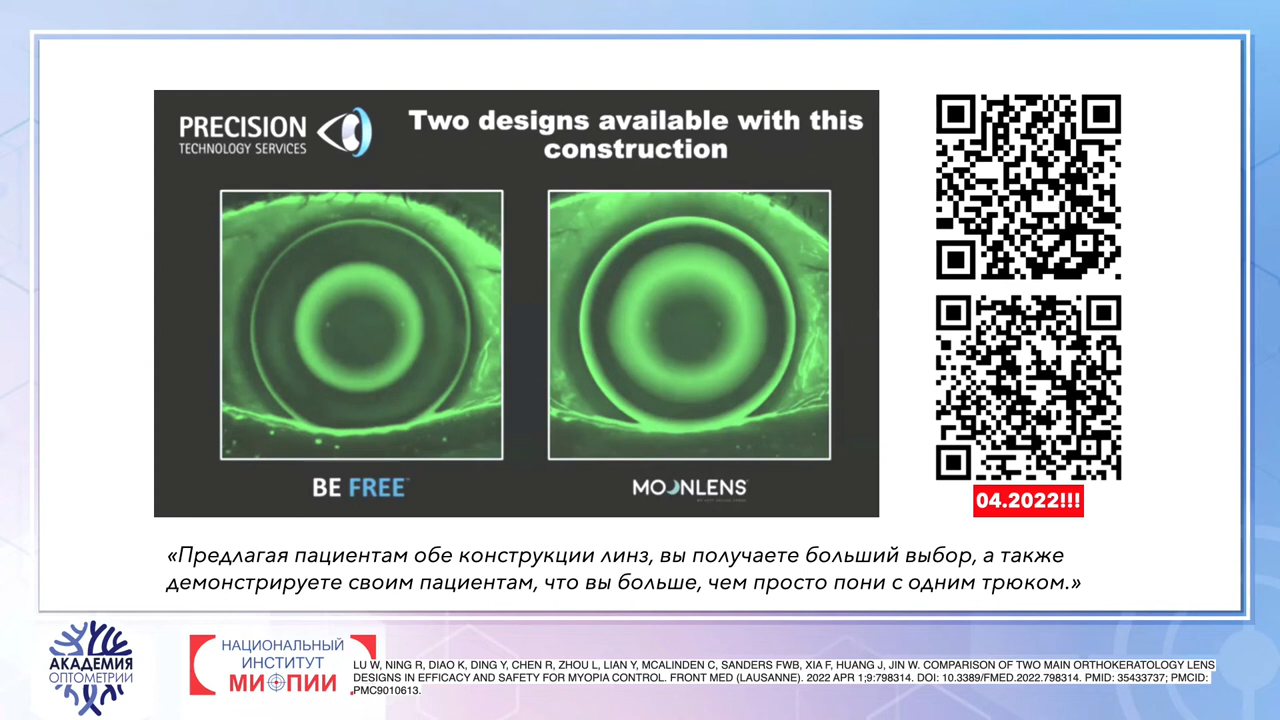 PRECISION
TECHNOLOGY SERVICES
Two designs available with this
construction
BE FREE™
MOONLENS
04.2022!!!
«Предлагая пациентам обе конструкции линз, вы получаете больший выбор, а также
демонстрируете своим пациентам, что вы больше, чем просто пони с одним трюком.»
АКАДЕМИЯ
ОПТОМЕТРИИ
НАЦИОНАЛЬНЫЙ
ИНСТИТУТ
МИОПИИ
LU W, NING R, DIAO K, DING Y, CHEN R, ZHOU L, LIAN Y, MCALINDEN C, SANDERS FWB, XIA F, HUANG J, JIN W. COMPARISON OF TWO MAIN ORTHOKERATOLOGY LENS
DESIGNS IN EFFICACY AND SAFETY FOR MYOPIA CONTROL. FRONT MED (LAUSANNE). 2022 APR 1;9:798314. DOI: 10.3389/FMED.2022.798314. PMID: 35433737; PMCID:
PMC9010613.